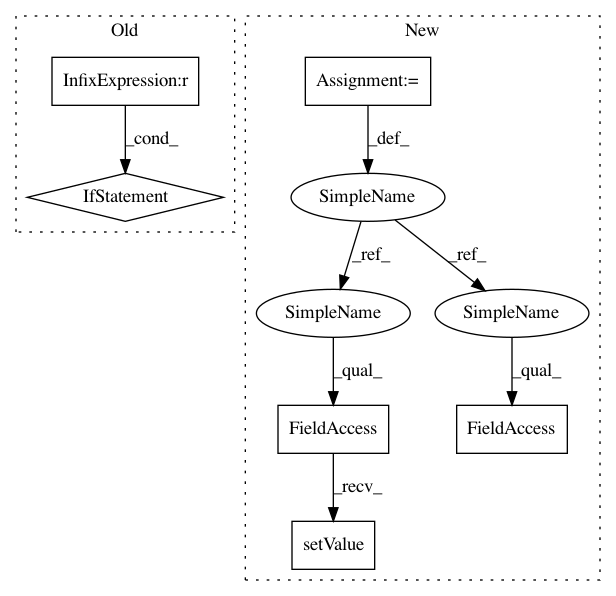 Old
New
InfixExpression:r
Assignment:=
_cond_
_def_
IfStatement
SimpleName
_ref_
_ref_
SimpleName
SimpleName
_qual_
_qual_
FieldAccess
FieldAccess
_recv_
setValue